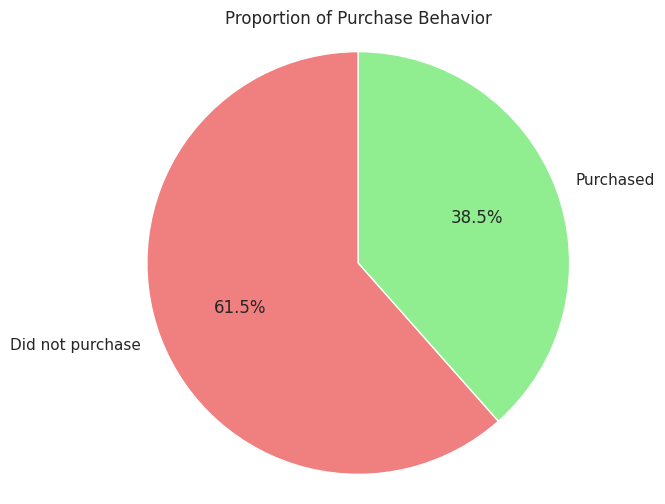 Proportion of Purchase Behavior
Purchased
38.5%
61.5%
Did not purchase